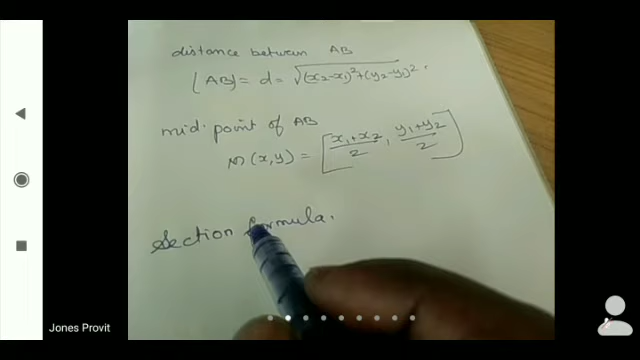 distance between AB
|AB| = d = √(x₂-x₁)²+(y₂-y₁)².
mid point of AB
M(x,y) = [x₁+x₂/2, y₁+y₂/2]
Section formula.
Jones Provit